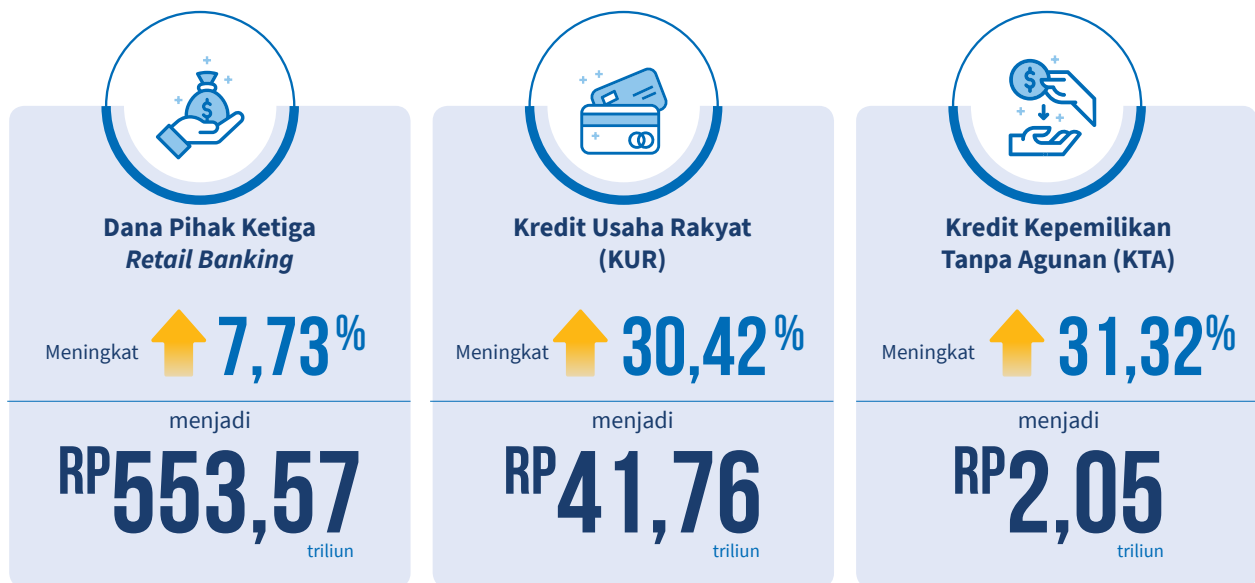 Dana Pihak Ketiga
Retail Banking
Meningkat 7,73%
menjadi
RP553,57
triliun
Kredit Usaha Rakyat
(KUR)
Meningkat 30,42%
menjadi
RP41,76
triliun
Kredit Kepemilikan
Tanpa Agunan (KTA)
Meningkat 31,32%
menjadi
RP2,05
triliun